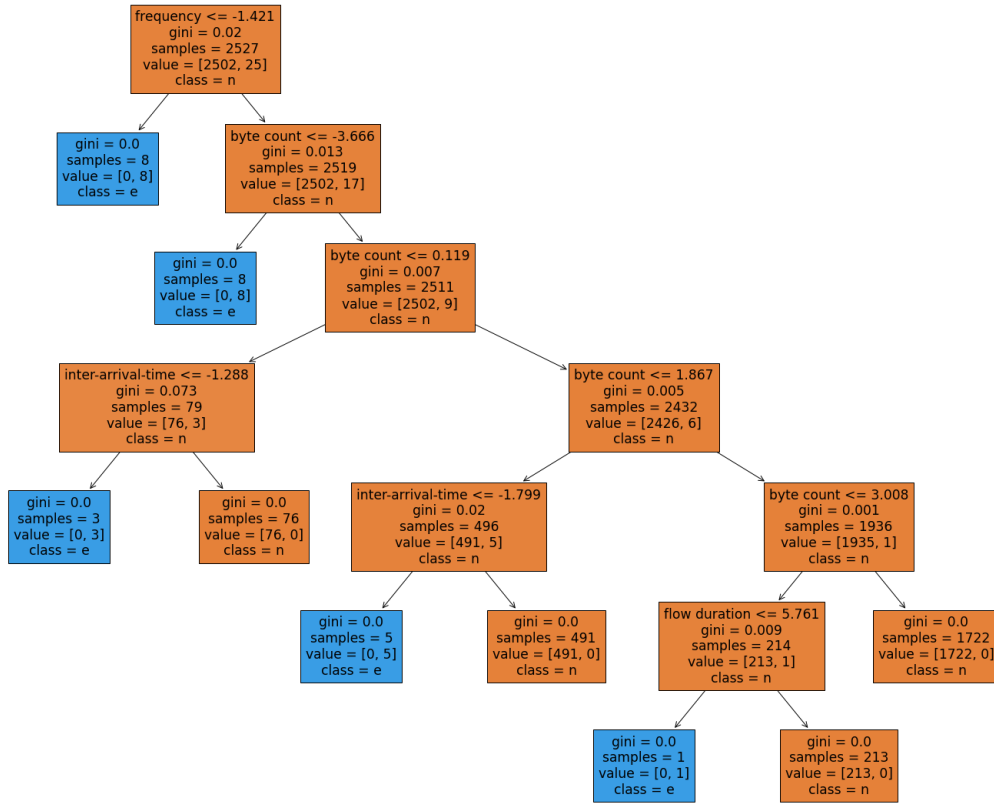 frequency <= -1.421
gini = 0.02
samples = 2527
value = [2502, 25]
class = n
gini = 0.0
samples = 8
value = [0, 8]
class = e
byte count <= -3.666
gini = 0.013
samples = 2519
value = [2502, 17]
class = n
gini = 0.0
samples = 8
value = [0, 8]
class = e
byte count <= 0.119
gini = 0.007
samples = 2511
value = [2502, 9]
class = n
inter-arrival-time <= -1.288
gini = 0.073
samples = 79
value = [76, 3]
class = n
byte count <= 1.867
gini = 0.005
samples = 2432
value = [2426, 6]
class = n
gini = 0.0
samples = 3
value = [0, 3]
class = e
gini = 0.0
samples = 76
value = [76, 0]
class = n
inter-arrival-time <= -1.799
gini = 0.02
samples = 496
value = [491, 5]
class = n
byte count <= 3.008
gini = 0.001
samples = 1936
value = [1935, 1]
class = n
gini = 0.0
samples = 5
value = [0, 5]
class = e
gini = 0.0
samples = 491
value = [491, 0]
class = n
flow duration <= 5.761
gini = 0.009
samples = 214
value = [213, 1]
class = n
gini = 0.0
samples = 1722
value = [1722, 0]
class = n
gini = 0.0
samples = 1
value = [0, 1]
class = e
gini = 0.0
samples = 213
value = [213, 0]
class = n